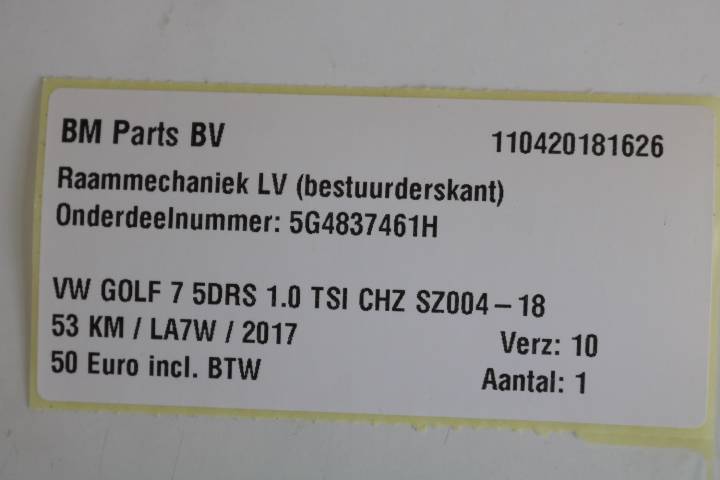 BM Parts BV 110420181626
Raammechaniek LV (bestuurderskant)
Onderdeelnummer: 5G4837461H
VW GOLF 7 5DRS 1.0 TSI CHZ SZ004 – 18
53 KM / LA7W / 2017 Verz: 10
50 Euro incl. BTW Aantal: 1